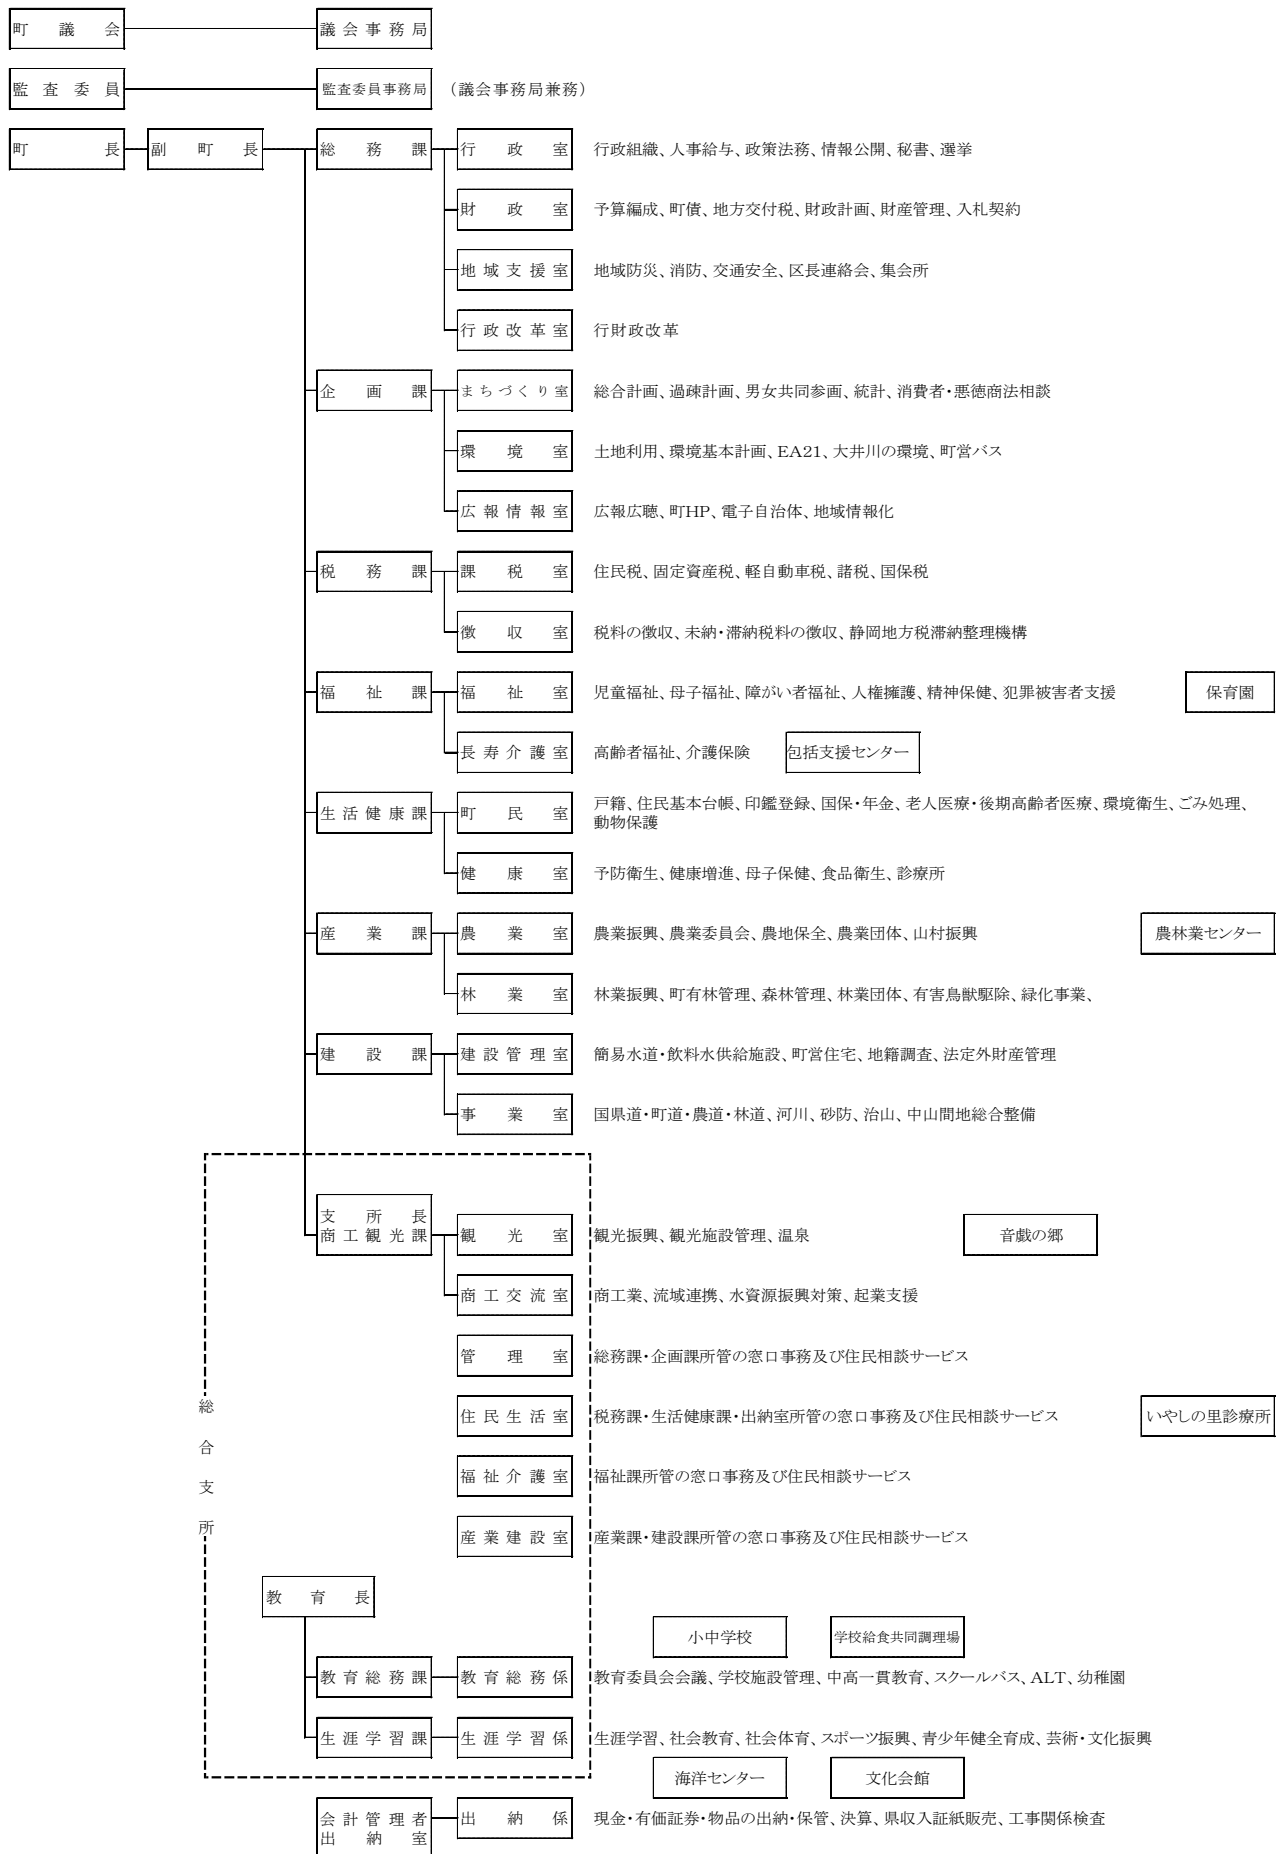 町議会 議会事務局
監査委員 監査委員事務局 （議会事務局兼務）
町長 副町長 総務課 行政室 行政組織、人事給与、政策法務、情報公開、秘書、選挙
財政室 予算編成、町債、地方交付税、財政計画、財産管理、入札契約
地域支援室 地域防災、消防、交通安全、区長連絡会、集会所
行政改革室 行財政改革
企画課 まちづくり室 総合計画、過疎計画、男女共同参画、統計、消費者・悪徳商法相談
環境室 土地利用、環境基本計画、EA21、大井川の環境、町営バス
広報情報室 広報広聴、町HP、電子自治体、地域情報化
税務課 課税室 住民税、固定資産税、軽自動車税、諸税、国保税
徴収室 税料の徴収、未納・滞納税料の徴収、静岡地方税滞納整理機構
福祉課 福祉室 児童福祉、母子福祉、障がい者福祉、人権擁護、精神保健、犯罪被害者支援 保育園
長寿介護室 高齢者福祉、介護保険 包括支援センター
生活健康課 町民室 戸籍、住民基本台帳、印鑑登録、国保・年金、老人医療・後期高齢者医療、環境衛生、ごみ処理、
動物保護
健康室 予防衛生、健康増進、母子保健、食品衛生、診療所
産業課 農業室 農業振興、農業委員会、農地保全、農業団体、山村振興 農林業センター
林業室 林業振興、町有林管理、森林管理、林業団体、有害鳥獣駆除、緑化事業、
建設課 建設管理室 簡易水道・飲料水供給施設、町営住宅、地籍調査、法定外財産管理
事業室 国県道・町道・農道・林道、河川、砂防、治山、中山間地総合整備
支所長
商工観光課 観光室 観光振興、観光施設管理、温泉 音戯の郷
商工交流室 商工業、流域連携、水資源振興対策、起業支援
管理室 総務課・企画課所管の窓口事務及び住民相談サービス
総合支所
住民生活室 税務課・生活健康課・出納室所管の窓口事務及び住民相談サービス いやしの里診療所
福祉介護室 福祉課所管の窓口事務及び住民相談サービス
産業建設室 産業課・建設課所管の窓口事務及び住民相談サービス
教育長
小中学校 学校給食共同調理場
教育総務課 教育総務係 教育委員会会議、学校施設管理、中高一貫教育、スクールバス、ALT、幼稚園
生涯学習課 生涯学習係 生涯学習、社会教育、社会体育、スポーツ振興、青少年健全育成、芸術・文化振興
海洋センター 文化会館
会計管理者
出納室 出納係 現金・有価証券・物品の出納・保管、決算、県収入証紙販売、工事関係検査